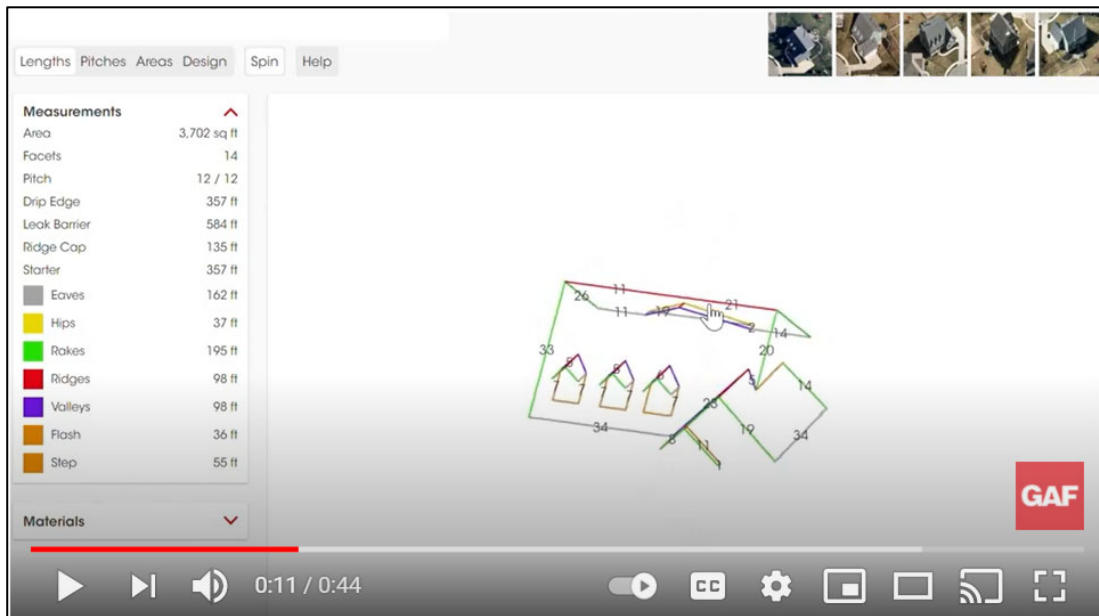 Lengths Pitches Areas Design Spin Help
Measurements
Area 3,702 sq ft
Facets 14
Pitch 12 / 12
Drip Edge 357 ft
Leak Barrier 584 ft
Ridge Cap 135 ft
Starter 357 ft
Eaves 162 ft
Hips 37 ft
Rakes 195 ft
Ridges 98 ft
Valleys 98 ft
Flash 36 ft
Step 55 ft
Materials
11
26
21
11 19
2
14
33
20
5
14
7 7
7
34
23
19
34
8
11
GAF
0:11 / 0:44
CC